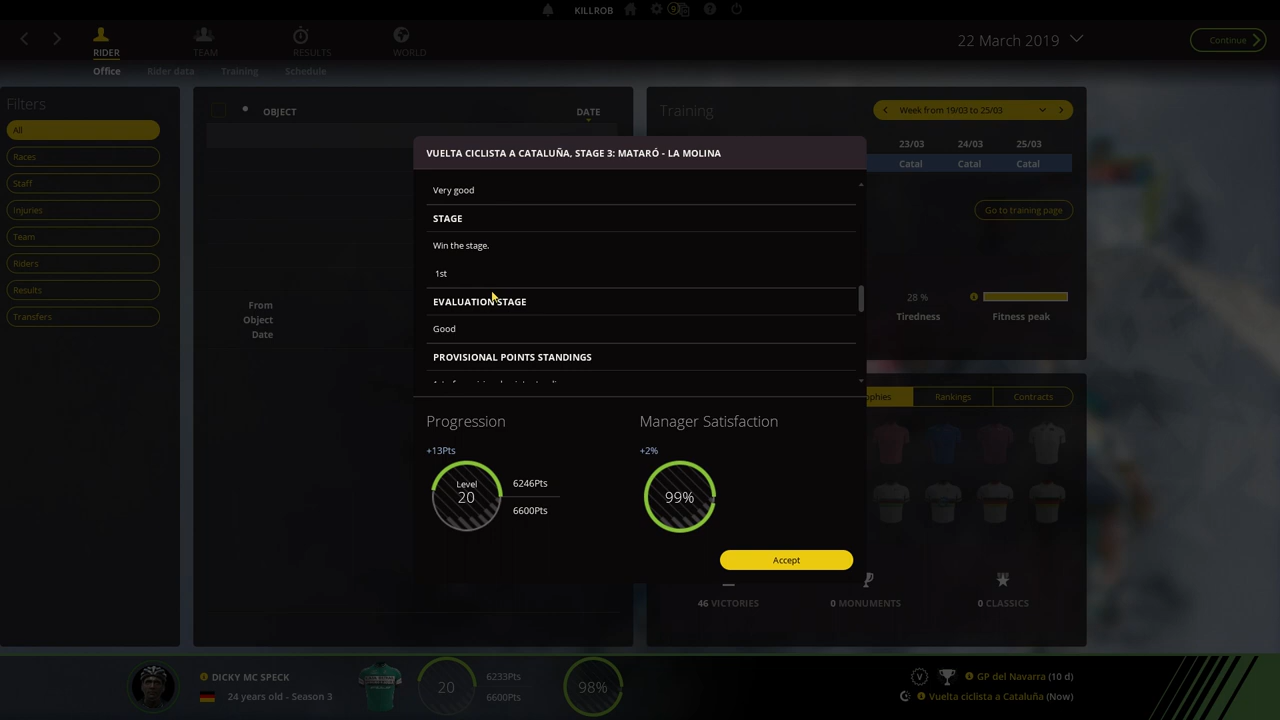 KILLROB
9
RIDER
TEAM
RESULTS
WORLD
22 March 2019
Continue
Office
Rider data
Training
Schedule
Filters
All
Races
Staff
Injuries
Team
Riders
Results
Transfers
OBJECT
DATE
From
Object
Date
Training
Week from 19/03 to 25/03
23/03
24/03
25/03
Catal
Catal
Catal
Go to training page
28 %
Tiredness
Fitness peak
Rankings
Contracts
VUELTA CICLISTA A CATALUÑA, STAGE 3: MATARÓ - LA MOLINA
Very good
STAGE
Win the stage.
1st
EVALUATION STAGE
Good
PROVISIONAL POINTS STANDINGS
Progression
+13Pts
Level
20
6246Pts
6600Pts
Manager Satisfaction
+2%
99%
Accept
46 VICTORIES
0 MONUMENTS
0 CLASSICS
DICKY MC SPECK
24 years old - Season 3
20
6233Pts
6600Pts
98%
V
GP del Navarra (10 d)
Vuelta ciclista a Cataluña (Now)